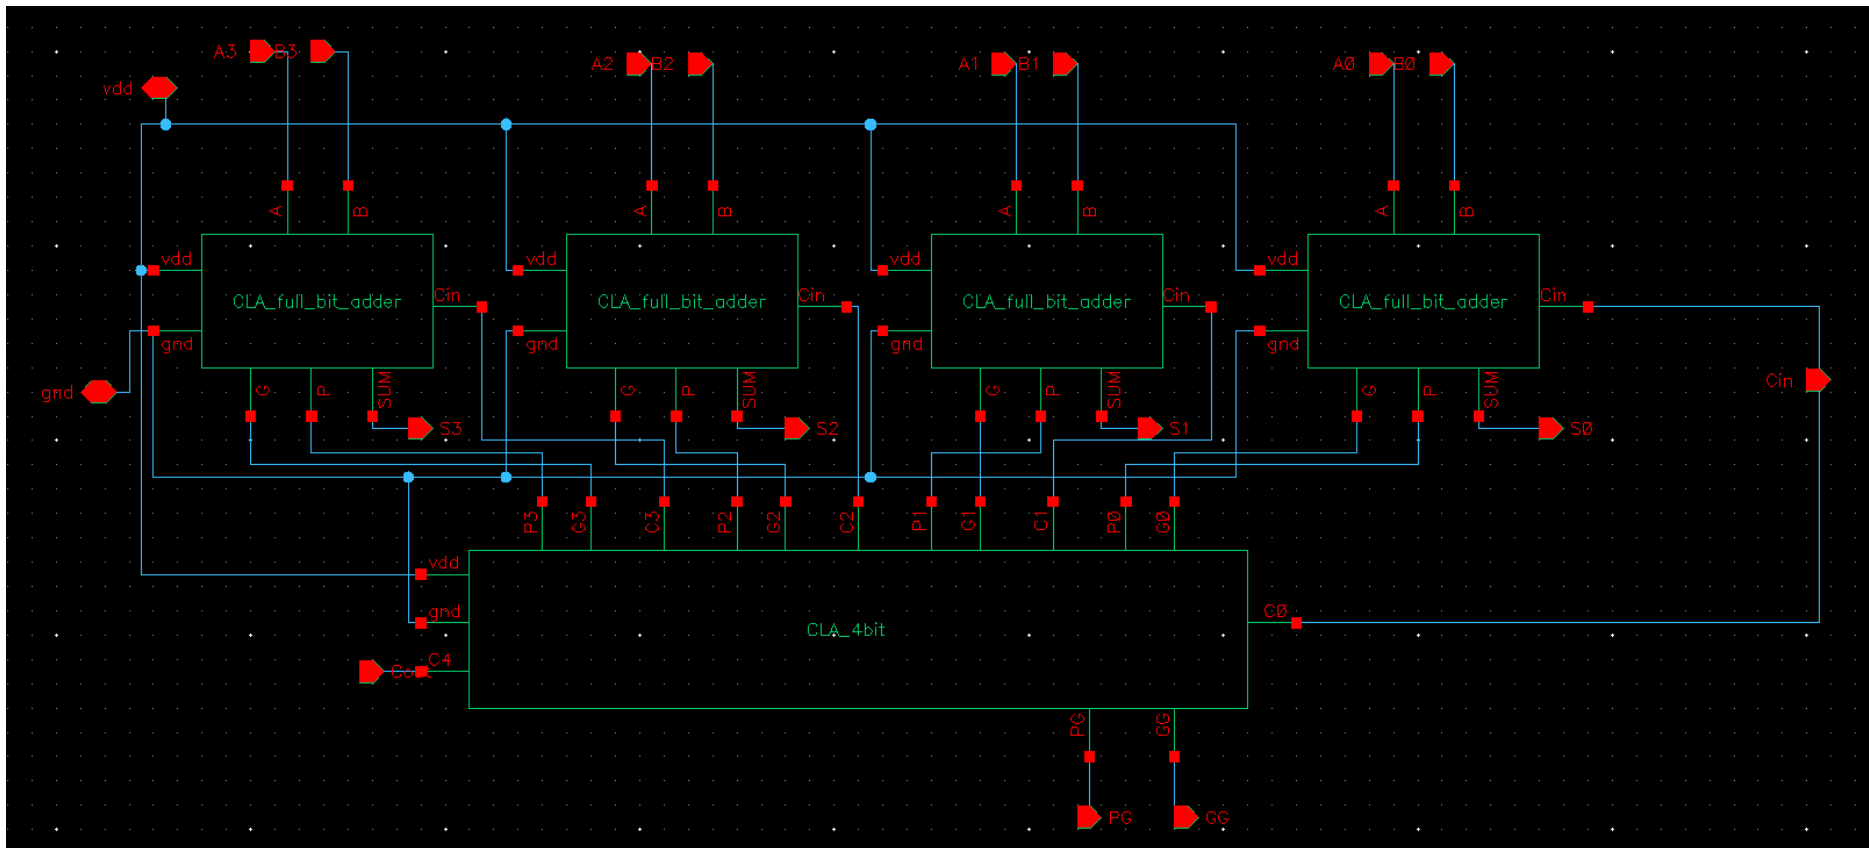 A3 B3 A2 B2 A1 B1 A0 B0
vdd
A B A B A B A B
vdd vdd vdd vdd
CLA_full_bit_adder Cin CLA_full_bit_adder Cin CLA_full_bit_adder Cin CLA_full_bit_adder Cin
gnd gnd gnd gnd
gnd G P SUM G P SUM G P SUM G P SUM Cin
S3 S2 S1 S0
P3 G3 C3 P2 G2 C2 P1 G1 C1 P0 G0
vdd
gnd C0
CLA_4bit
C4
PG GG
PG GG